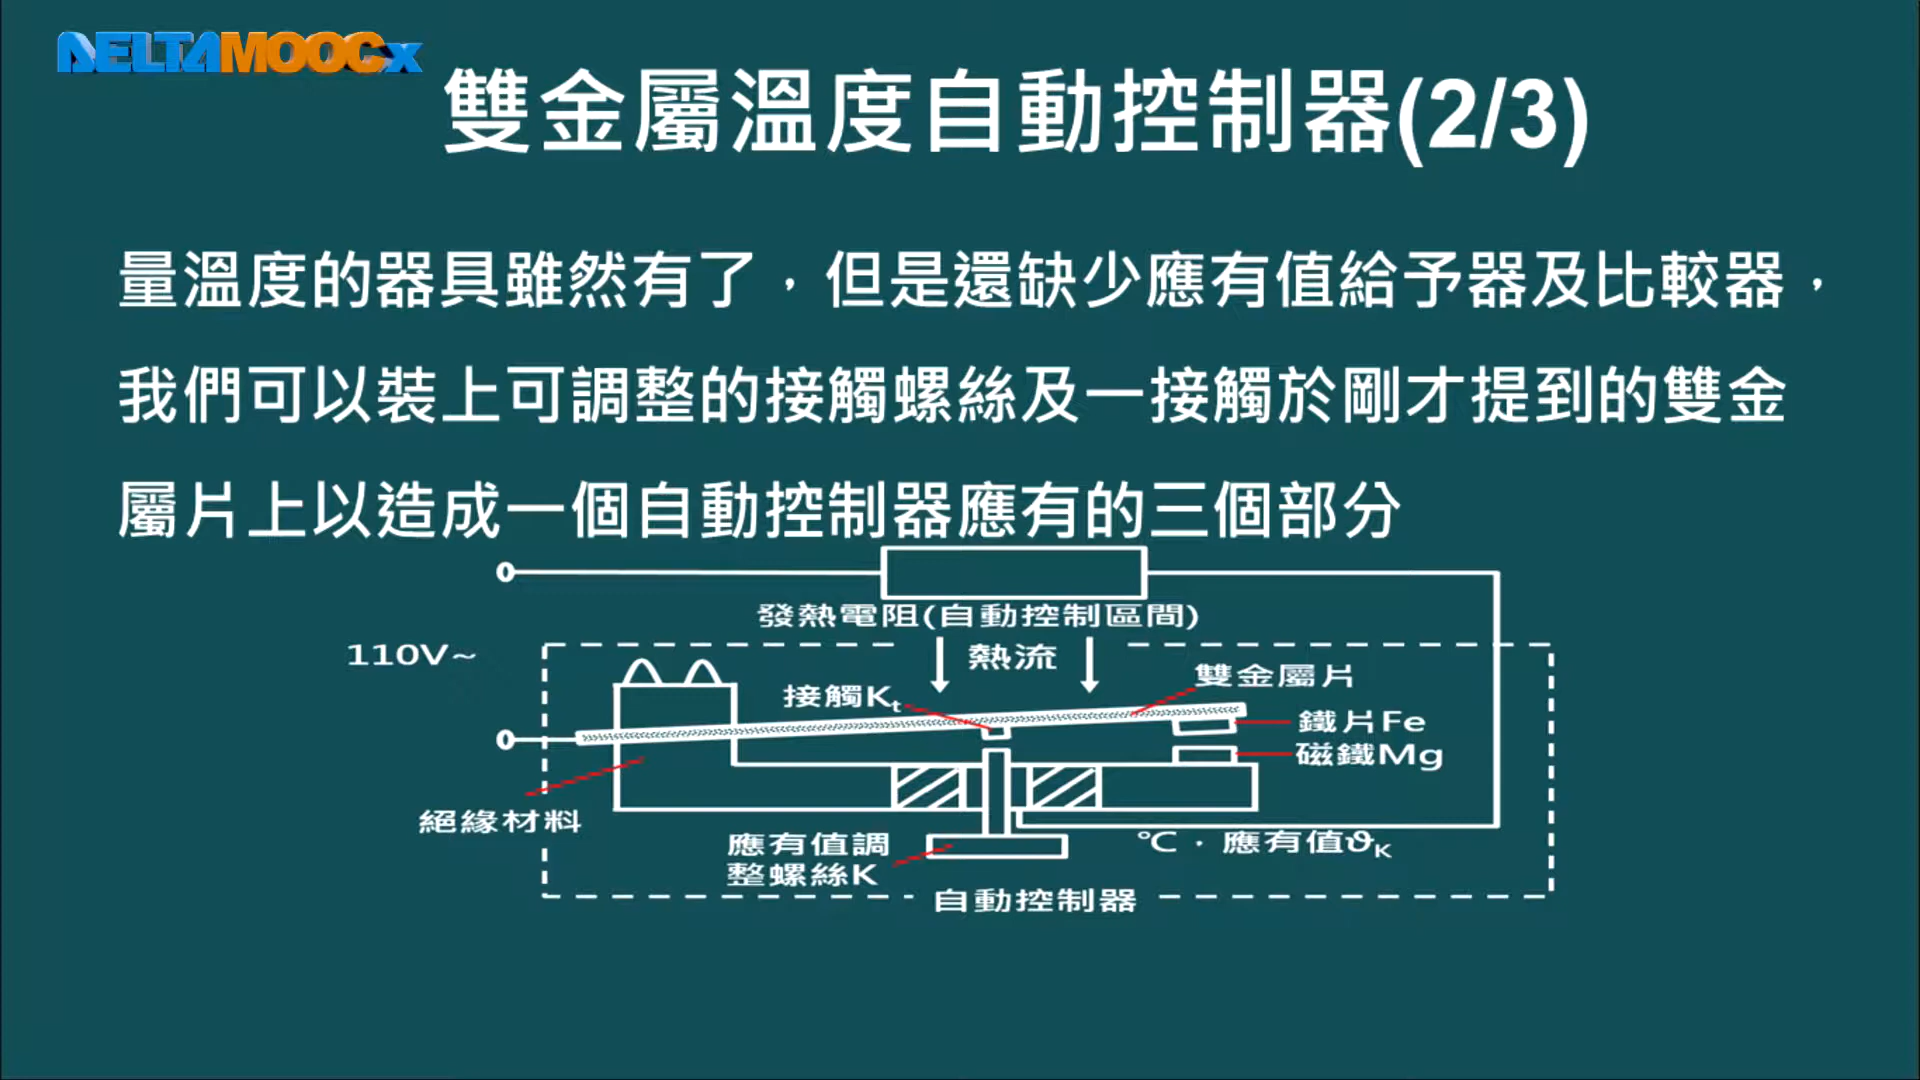 DELTAMOOCx
雙金屬溫度自動控制器(2/3)
量溫度的器具雖然有了，但是還缺少應有值給予器及比較器，
我們可以裝上可調整的接觸螺絲及一接觸於剛才提到的雙金
屬片上以造成一個自動控制器應有的三個部分
發熱電阻(自動控制區間)
110V~
熱流
雙金屬片
接觸Kt
鐵片Fe
磁鐵Mg
絕緣材料
應有值調
整螺絲K
℃，應有值ϑK
自動控制器